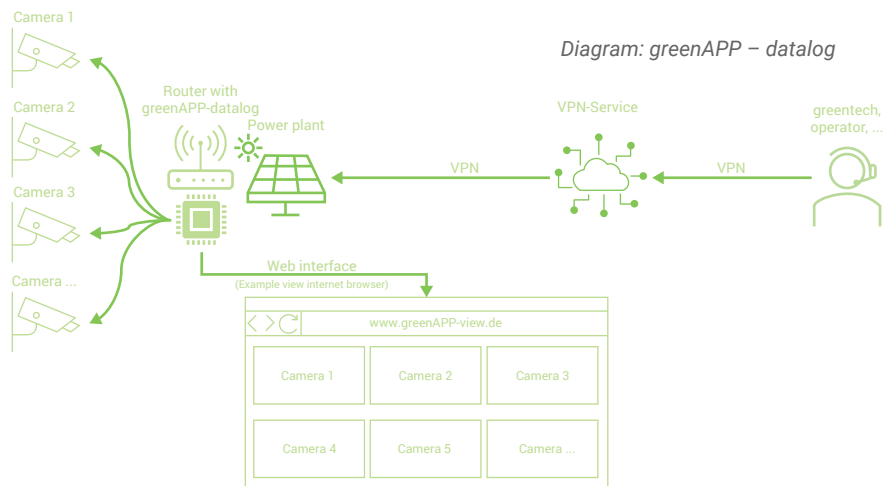 Camera 1
Diagram: greenAPP – datalog
Router with
greenAPP-datalog
Camera 2
Power plant
VPN-Service
greentech,
operator, ...
VPN
VPN
Camera 3
Camera ...
Web interface
(Example view internet browser)
www.greenAPP-view.de
Camera 1
Camera 2
Camera 3
Camera 4
Camera 5
Camera ...